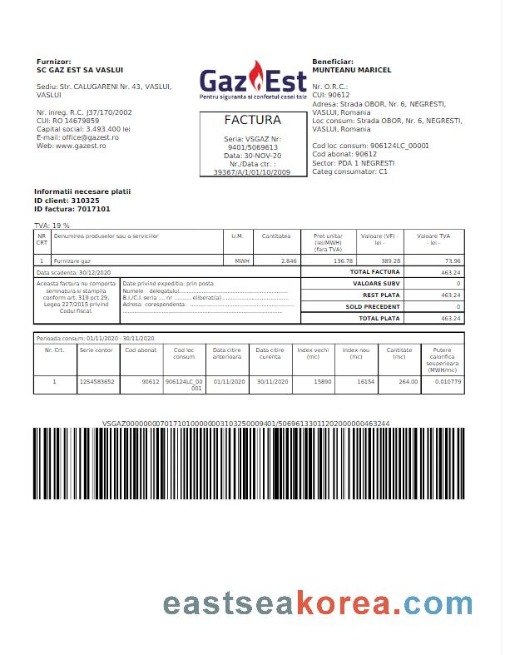 Furnizor:
SC GAZ EST SA VASLUI
Sediu: Str. CALUGARENI Nr. 43, VASLUI,
VASLUI
Nr. inreg. R.C. J37/170/2002
CUI: RO 14679859
Capital social: 3.493.400 lei
E-mail: office@gazest.ro
Web: www.gazest.ro
Gaz Est
Pentru siguranta si confortul casei tale
FACTURA
Seria: VSGAZ Nr:
9401/5069613
Data: 30-NOV-20
Nr./Data ctr. :
39367/A/1/01/10/2009
Beneficiar:
MUNTEANU MARICEL
Nr. O.R.C.:
CUI: 90612
Adresa: Strada OBOR, Nr. 6, NEGRESTI,
VASLUI, Romania
Loc consum: Strada OBOR, Nr. 6, NEGRESTI,
VASLUI, Romania
Cod loc consum: 906124LC_00001
Cod abonat: 90612
Sector: PDA 1 NEGRESTI
Categ consumator: C1
Informatii necesare platii
ID client: 310325
ID factura: 7017101
TVA: 19 %
NR CRT Denumirea produselor sau a serviciilor U.M. Cantitatea Pret unitar (lei/MWH) (fara TVA) Valoare (VP) - lei - Valoare TVA - lei -
1 Furnizare gaz MWH 2.846 136.78 389.28 73.96
Data scadenta: 30/12/2020 TOTAL FACTURA 463.24
Aceasta factura nu comporta
semnatura si stampila
conform art. 319 pct 29,
Legea 227/2015 privind
Codul fiscal.
Date privind expeditia: prin posta
Numele delegatului
B.I./C.I. seria ....nr ......... eliberat(a)
Adresa corespondenta:
VALOARE SUBV 0
REST PLATA 463.24
SOLD PRECEDENT 0
TOTAL PLATA 463.24
Perioada consum: 01/11/2020 - 30/11/2020
Nr. Crt. Serie contor Cod abonat Cod loc consum Data citire anterioara Data citire curenta Index vechi (mc) Index nou (mc) Cantitate (mc) Putere calorifica seuperioara (MWH/mc)
1 1254583652 90612 906124LC_00001 01/11/2020 30/11/2020 15890 16154 264.00 0.010779
eastseakorea.com